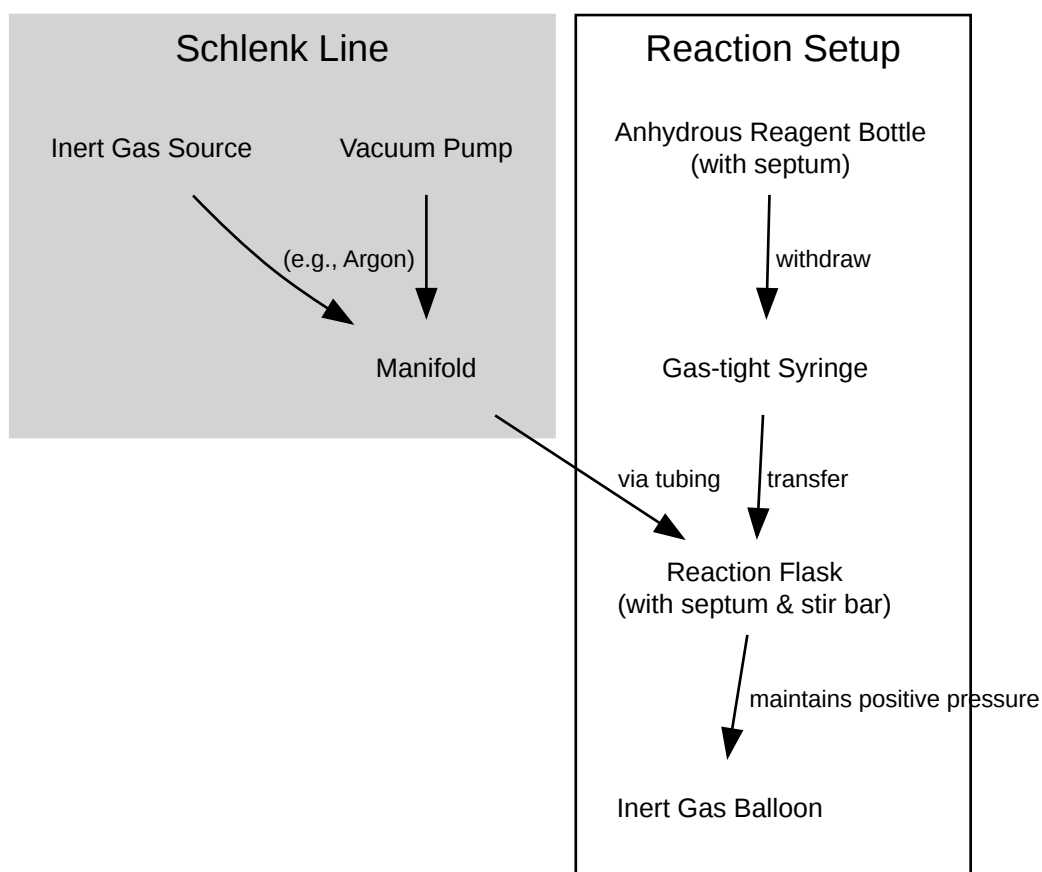 Schlenk Line
Inert Gas Source
Vacuum Pump
(e.g., Argon)
Manifold
Reaction Setup
Anhydrous Reagent Bottle
(with septum)
withdraw
Gas-tight Syringe
via tubing
transfer
Reaction Flask
(with septum & stir bar)
maintains positive pressure
Inert Gas Balloon